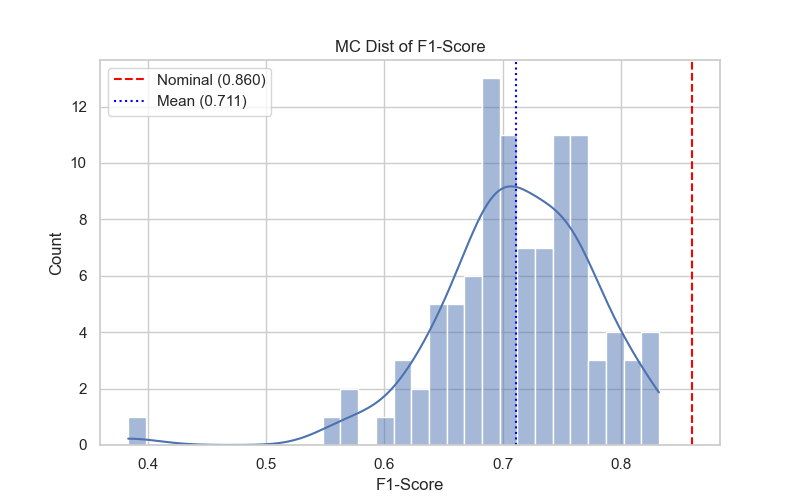 MC Dist of F1-Score
Nominal (0.860)
Mean (0.711)
12
10
8
6
4
2
0
Count
0.4 0.5 0.6 0.7 0.8
F1-Score